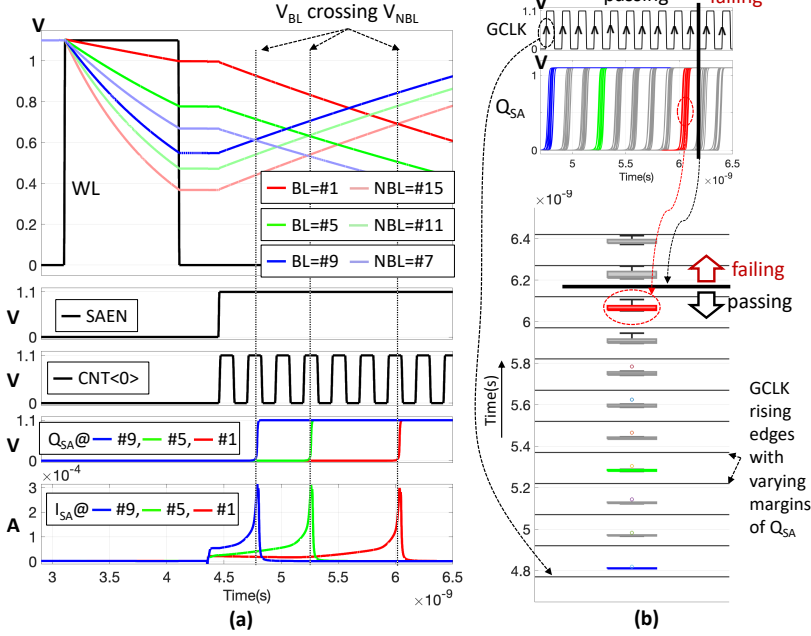 V_BL crossing V_NBL
V
1
0.8
0.6
0.4
0.2
0
WL
BL=#1 NBL=#15
BL=#5 NBL=#11
BL=#9 NBL=#7
1.1
V
0
SAEN
1.1
V
0
CNT<0>
1.1
V
0
Q_SA@ #9, #5, #1
×10^-4
3
2
1
A
0
I_SA@ #9, #5, #1
3 3.5 4 4.5 5 5.5 6 6.5
Time(s)
×10^-9
(a)
passing failing
V
1.1
GCLK
0
V
1
Q_SA
0
5 5.5 6 6.5
Time(s)
×10^-9
×10^-9
6.4
6.2
6
5.8
5.6
5.4
5.2
5
4.8
Time(s)
failing
passing
GCLK
rising
edges
with
varying
margins
of Q_SA
(b)